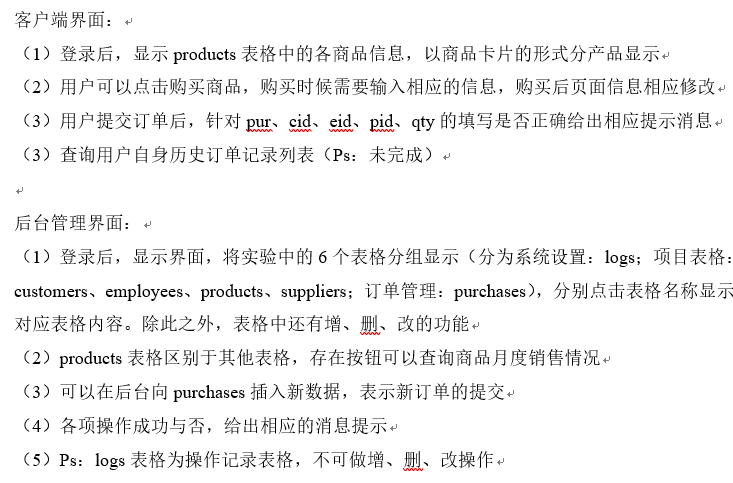 客户端界面：
（1）登录后，显示 products 表格中的各商品信息，以商品卡片的形式分产品显示
（2）用户可以点击购买商品，购买时候需要输入相应的信息，购买后页面信息相应修改
（3）用户提交订单后，针对 pur、cid、eid、pid、qty 的填写是否正确给出相应提示消息
（3）查询用户自身历史订单记录列表（Ps：未完成）
后台管理界面：
（1）登录后，显示界面，将实验中的 6 个表格分组显示（分为系统设置：logs；项目表格：
customers、employees、products、suppliers；订单管理：purchases），分别点击表格名称显示
对应表格内容。除此之外，表格中还有增、删、改的功能
（2）products 表格区别于其他表格，存在按钮可以查询商品月度销售情况
（3）可以在后台向 purchases 插入新数据，表示新订单的提交
（4）各项操作成功与否，给出相应的消息提示
（5）Ps：logs 表格为操作记录表格，不可做增、删、改操作